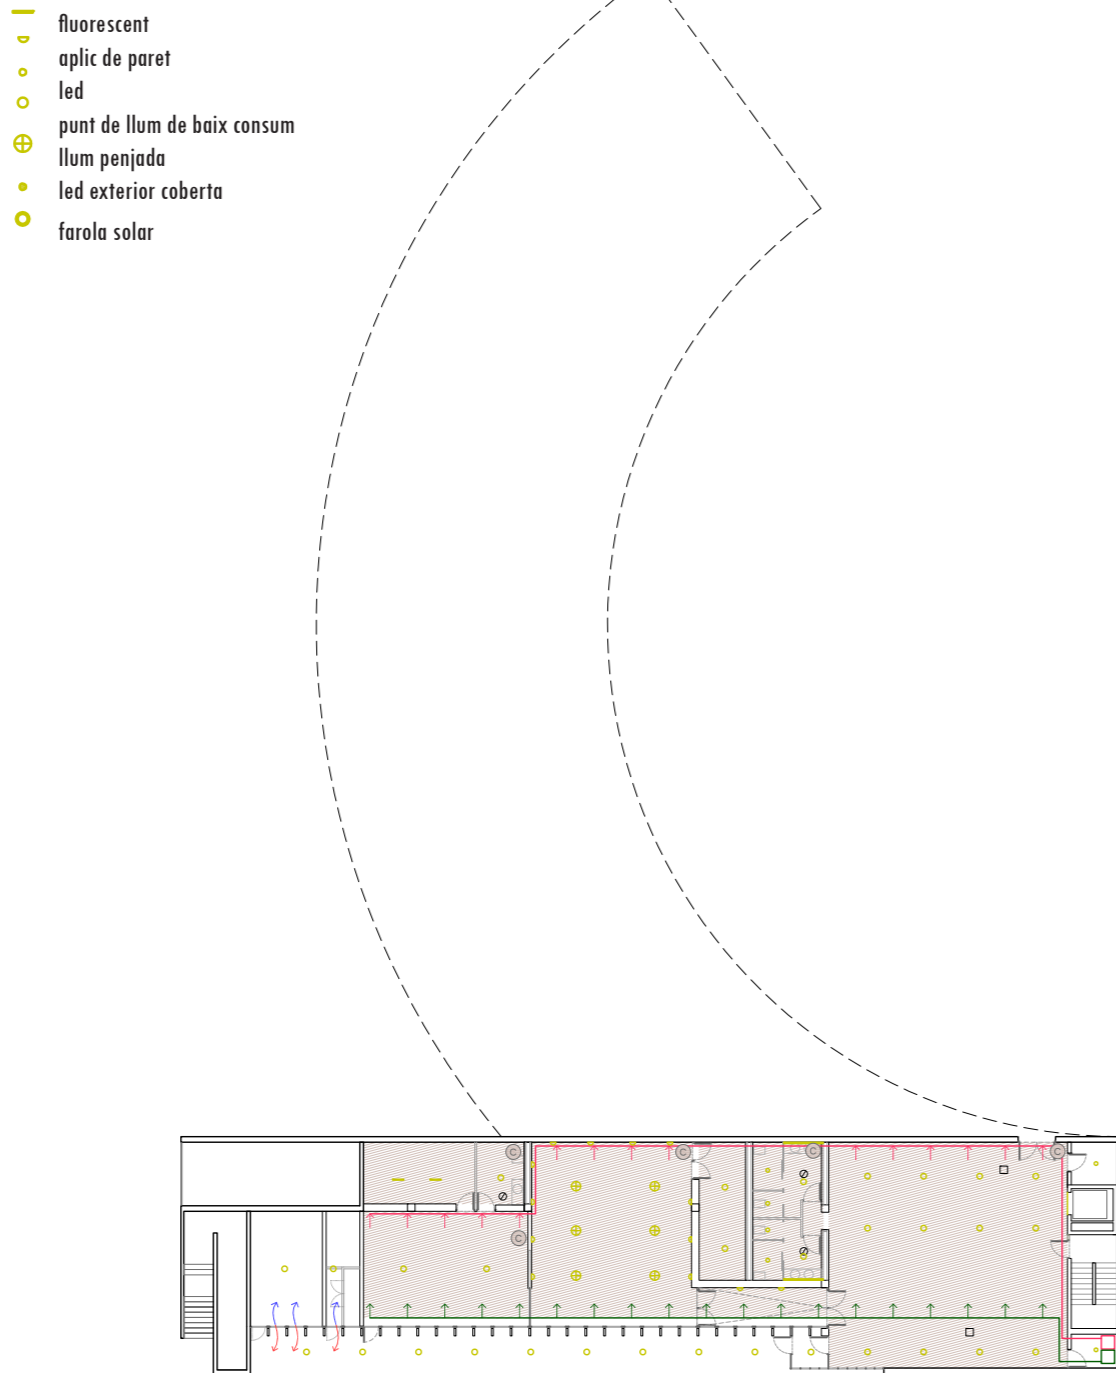 fluorescent
aplic de paret
led
punt de llum de baix consum
llum penjada
led exterior coberta
farola solar
C
C
C
C
C